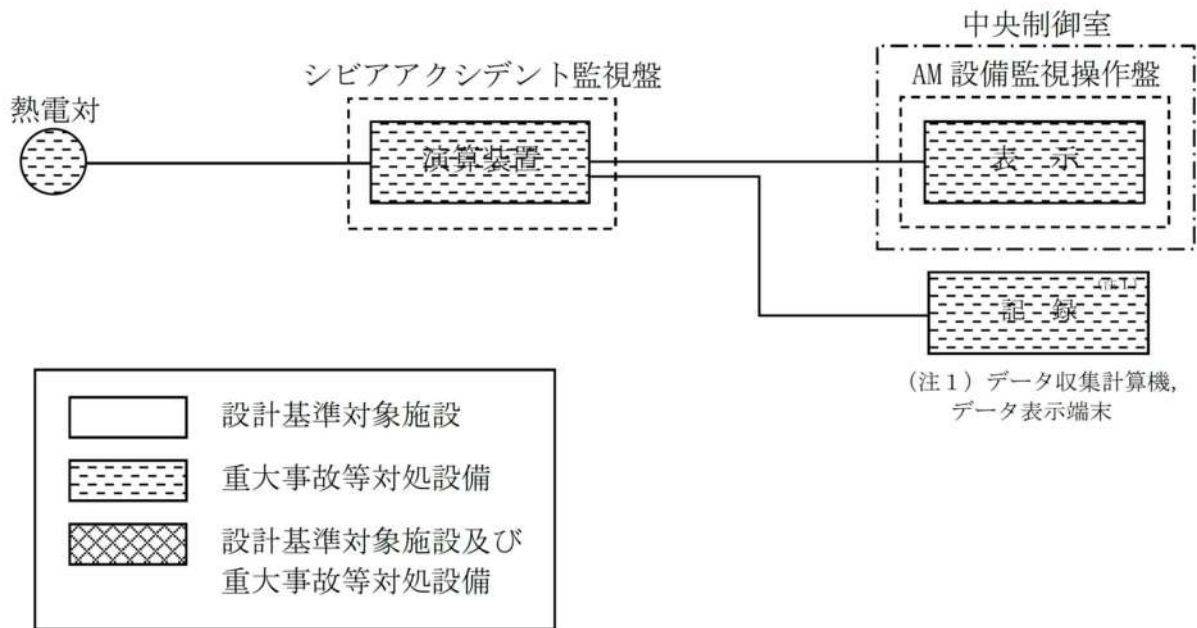 中央制御室
シビアアクシデント監視盤
AM 設備監視操作盤
熱電対
演算装置
表 示
(注1)
記 録
(注1)データ収集計算機,
データ表示端末
設計基準対象施設
重大事故等対処設備
設計基準対象施設及び
重大事故等対処設備